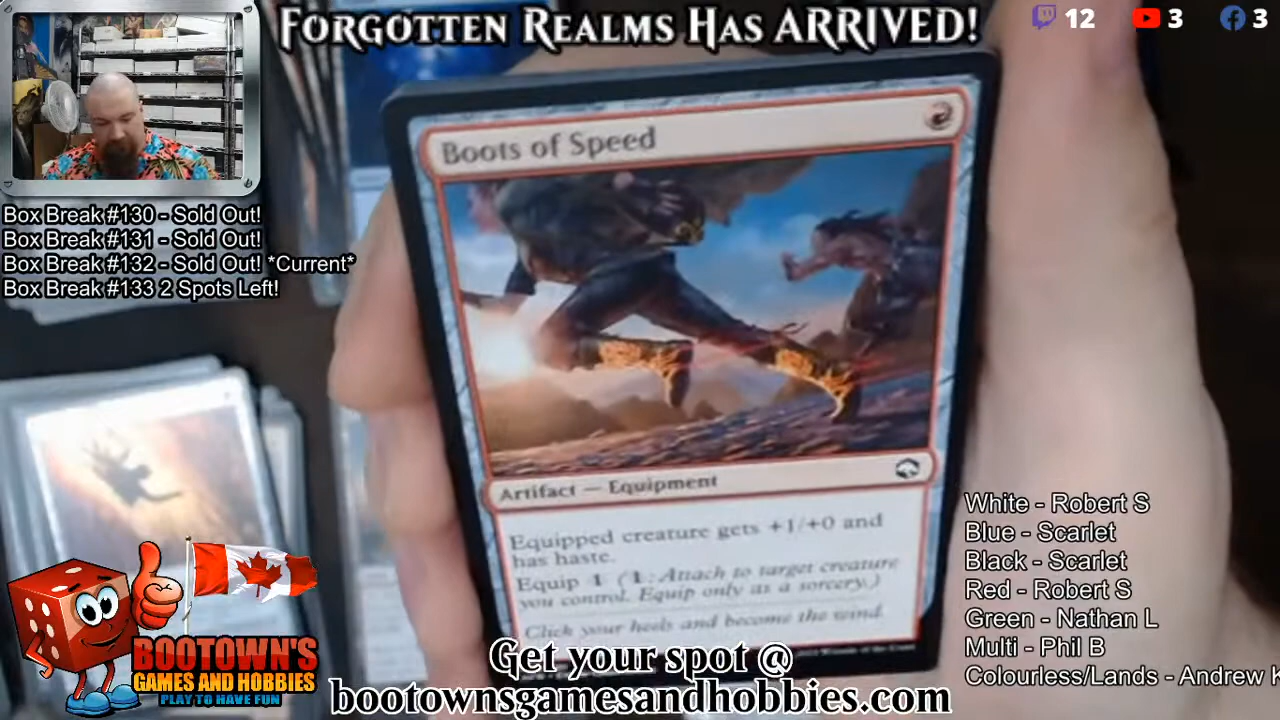 FORGOTTEN REALMS HAS ARRIVED!
12
3
3
Box Break #130 - Sold Out!
Box Break #131 - Sold Out!
Box Break #132 - Sold Out! *Current*
Box Break #133 2 Spots Left!
Boots of Speed
Artifact — Equipment
Equipped creature gets +1/+0 and
has haste.
Equip 1 (1: Attach to target creature
you control. Equip only as a sorcery.)
Click your heels and become the wind.
White - Robert S
Blue - Scarlet
Black - Scarlet
Red - Robert S
Green - Nathan L
Multi - Phil B
Colourless/Lands - Andrew K
BOOTOWN'S
GAMES AND HOBBIES
PLAY TO HAVE FUN
Get your spot @
bootownsgamesandhobbies.com